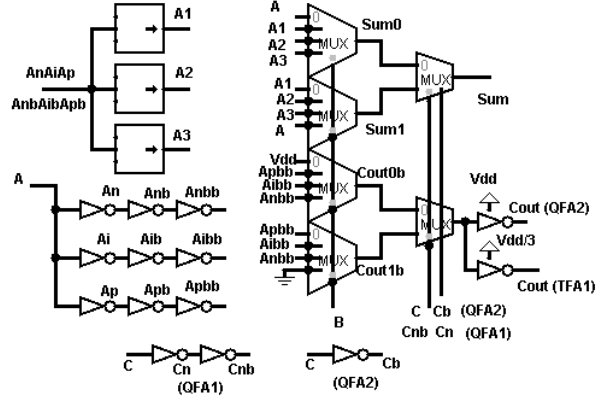 A1
AnAiAp
A2
AnbAibApb
A3
A
An Anb Anbb
Ai Aib Aibb
Ap Apb Apbb
A
0
Sum0
A1
A2
MUX
A3
0
MUX
Sum
A1
0
A2
A3
MUX
A
Sum1
Vdd
0
Apbb
Cout0b
Aibb
MUX
Anbb
Vdd
0
Cout (QFA2)
MUX
Apbb
0
Aibb
Vdd/3
Anbb
MUX
Cout1b
Cout (TFA1)
B
C Cb (QFA2)
Cnb Cn (QFA1)
C Cn Cnb
(QFA1)
C Cb
(QFA2)